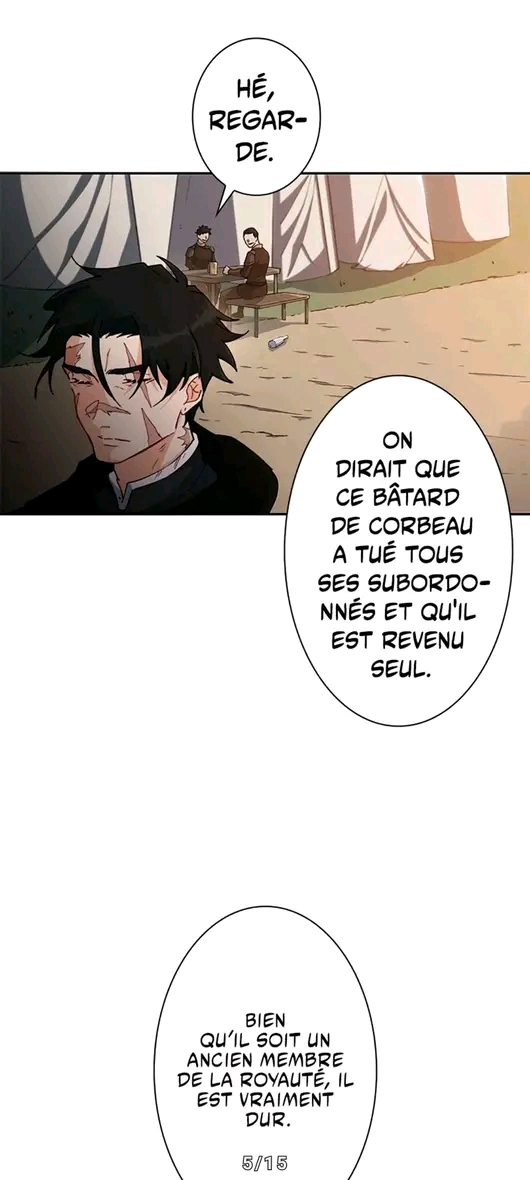 HÉ,
REGAR-
DE.
ON
DIRAIT QUE
CE BÂTARD
DE CORBEAU
A TUÉ TOUS
SES SUBORDO-
NNÉS ET QU'IL
EST REVENU
SEUL.
BIEN
QU'IL SOIT UN
ANCIEN MEMBRE
DE LA ROYAUTÉ, IL
EST VRAIMENT
DUR.
5/15